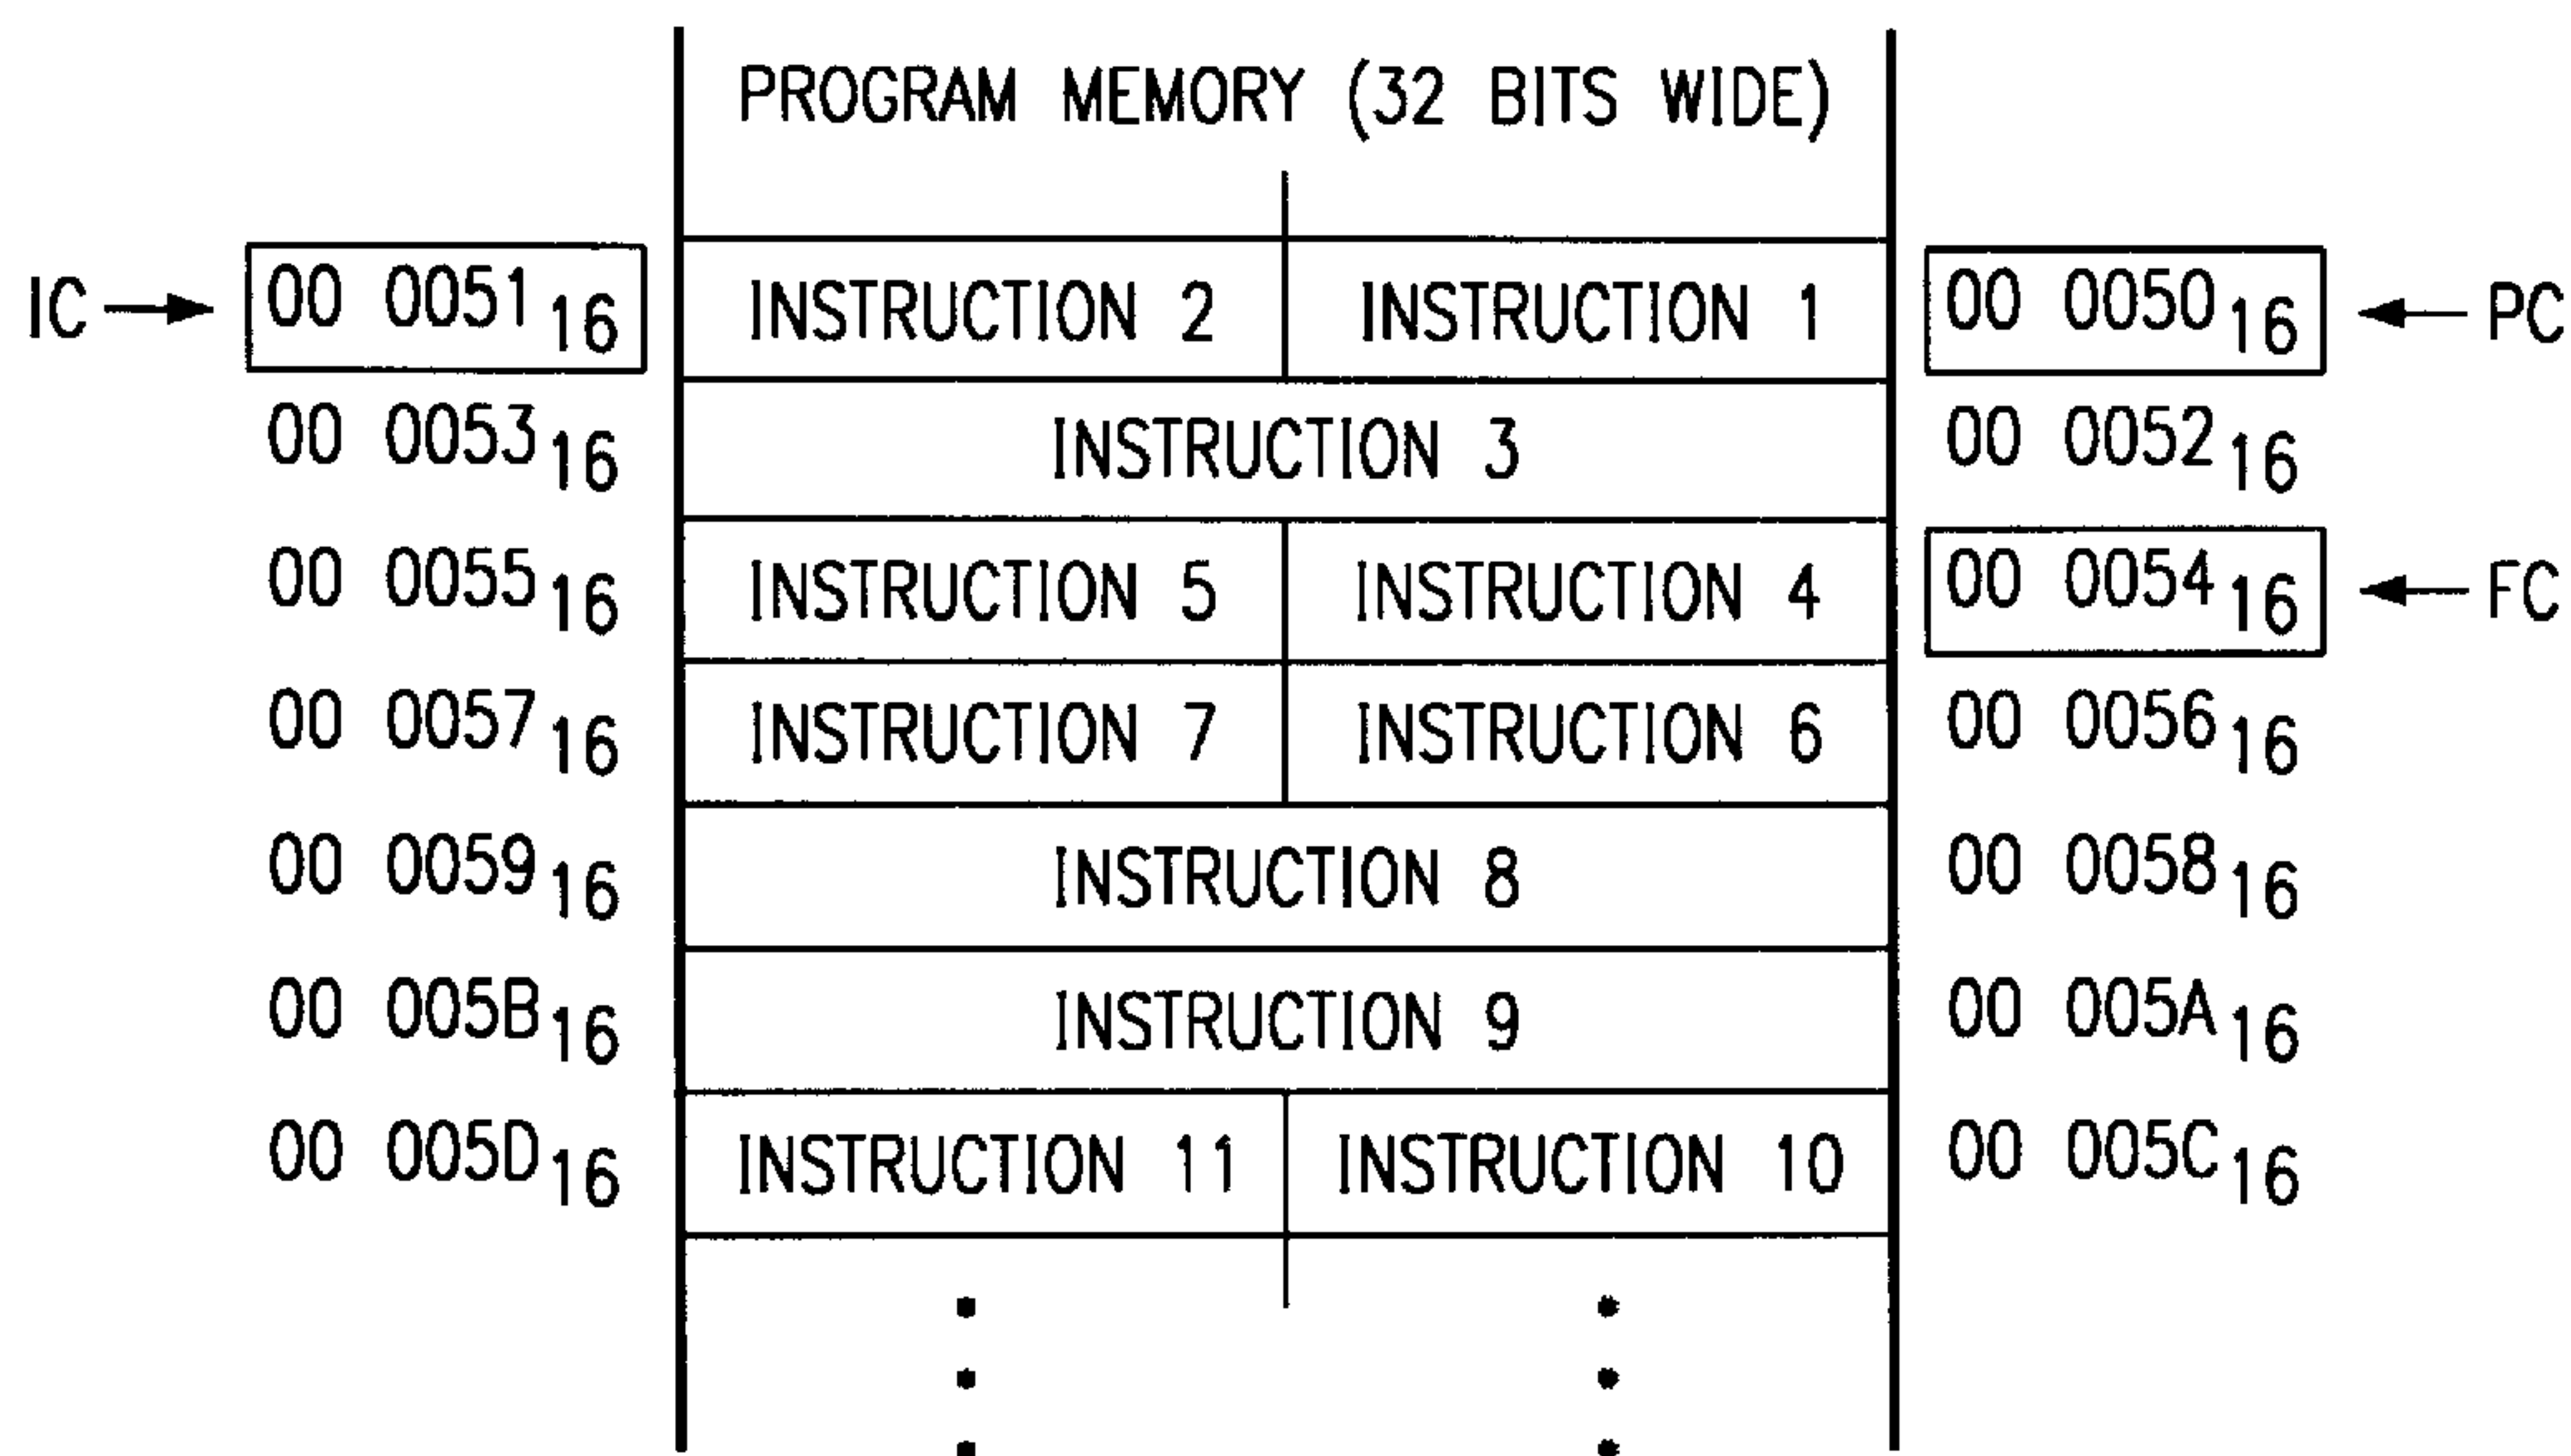 PROGRAM MEMORY (32 BITS WIDE)
IC 00 0051 16 INSTRUCTION 2 INSTRUCTION 1 00 0050 16 PC
00 0053 16 INSTRUCTION 3 00 0052 16
00 0055 16 INSTRUCTION 5 INSTRUCTION 4 00 0054 16 FC
00 0057 16 INSTRUCTION 7 INSTRUCTION 6 00 0056 16
00 0059 16 INSTRUCTION 8 00 0058 16
00 005B 16 INSTRUCTION 9 00 005A 16
00 005D 16 INSTRUCTION 11 INSTRUCTION 10 00 005C 16